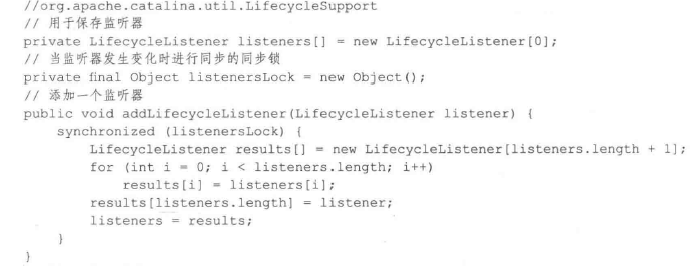 //org.apache.catalina.util.LifecycleSupport
// 用于保存监听器
private LifecycleListener listeners[] = new LifecycleListener[0];
// 当监听器发生变化时进行同步的同步锁
private final Object listenersLock = new Object();
// 添加一个监听器
public void addLifecycleListener(LifecycleListener listener) {
    synchronized (listenersLock) {
        LifecycleListener results[] = new LifecycleListener[listeners.length + 1];
        for (int i = 0; i < listeners.length; i++)
            results[i] = listeners[i];
        results[listeners.length] = listener;
        listeners = results;
    }
}